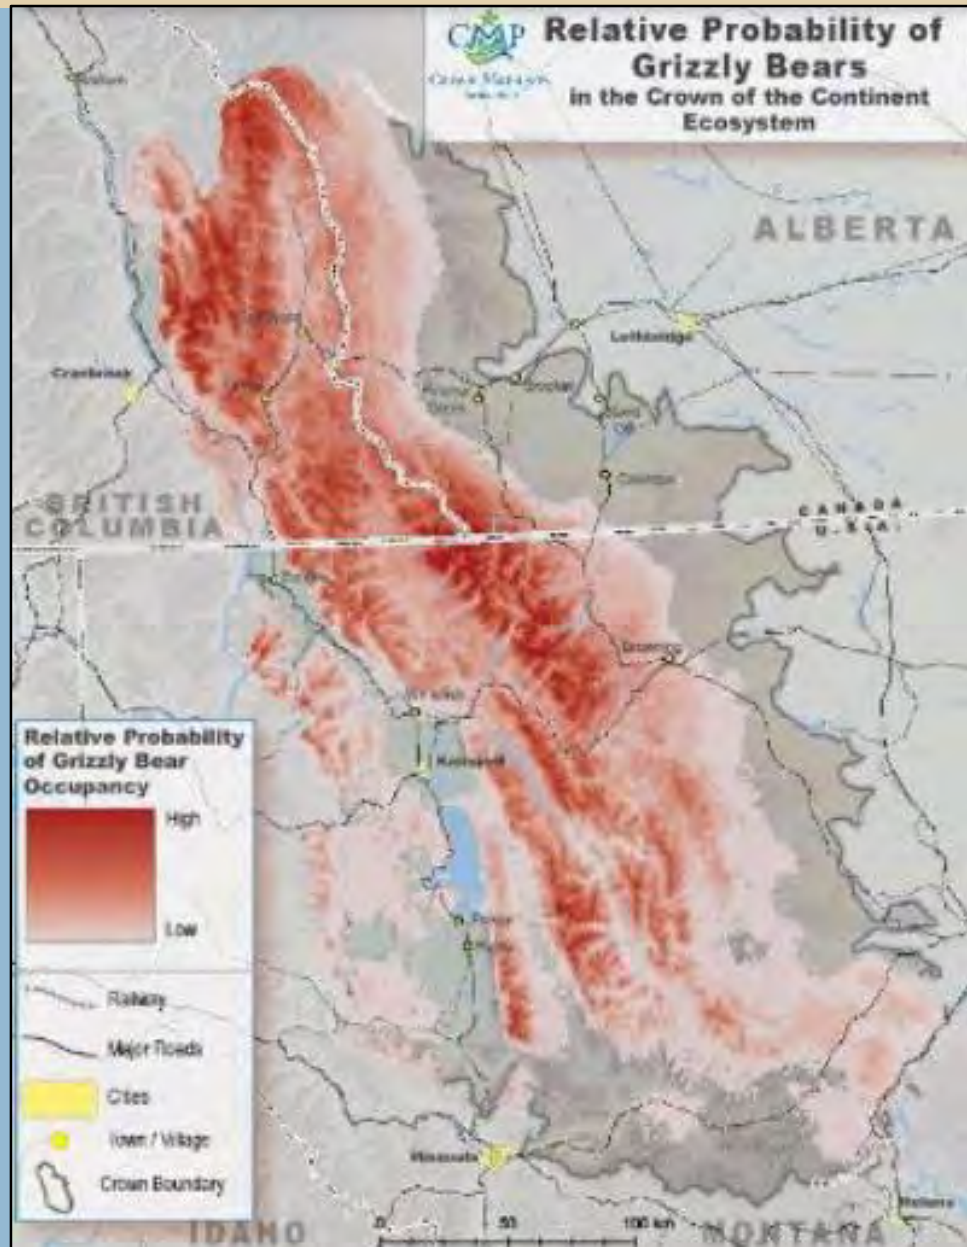 CMP
Relative Probability of
Grizzly Bears
in the Crown of the Continent
Ecosystem
ALBERTA
Lethbridge
Cranbrook
BRITISH
COLUMBIA
CANADA
U.S.A.
Browning
Kalispell
Relative Probability
of Grizzly Bear
Occupancy
High
Low
Railway
Major Roads
Cities
Town / Village
Crown Boundary
Missoula
Helena
0 50 100 km
IDAHO
MONTANA